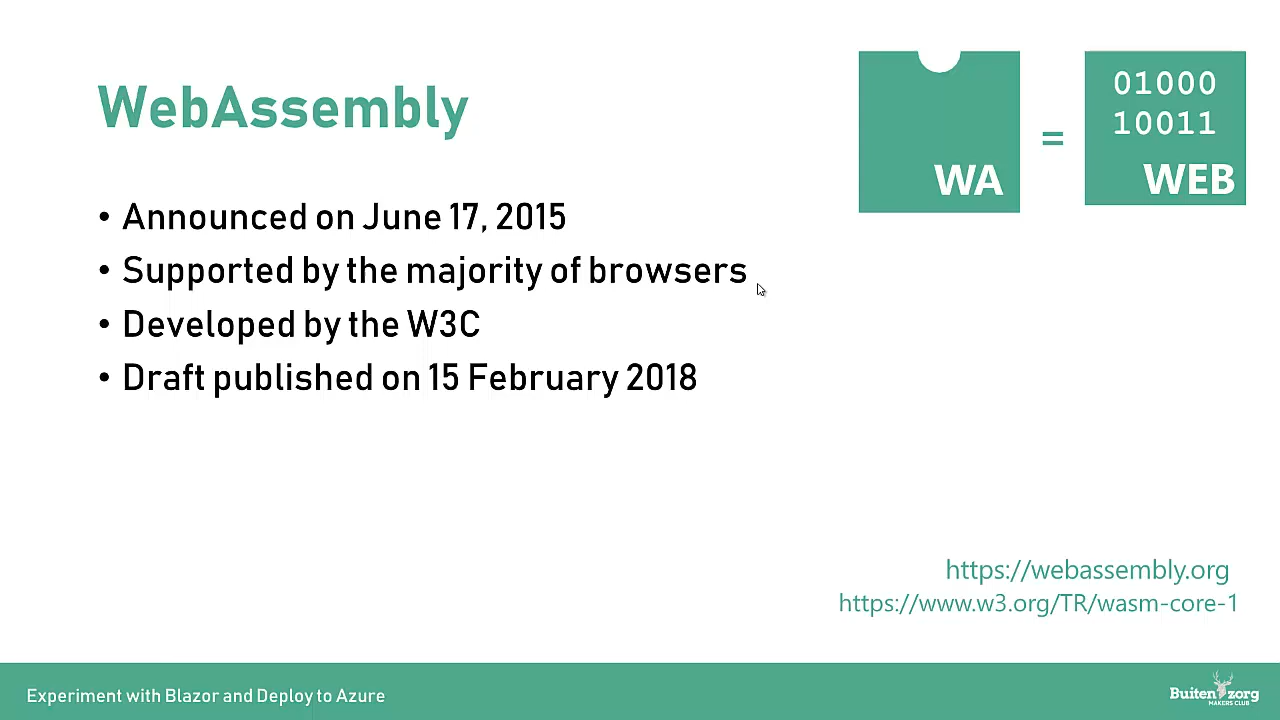 WebAssembly
• Announced on June 17, 2015
• Supported by the majority of browsers
• Developed by the W3C
• Draft published on 15 February 2018
WA
=
01000
10011
WEB
https://webassembly.org
https://www.w3.org/TR/wasm-core-1
Experiment with Blazor and Deploy to Azure
Buitenzorg
MAKERS CLUB